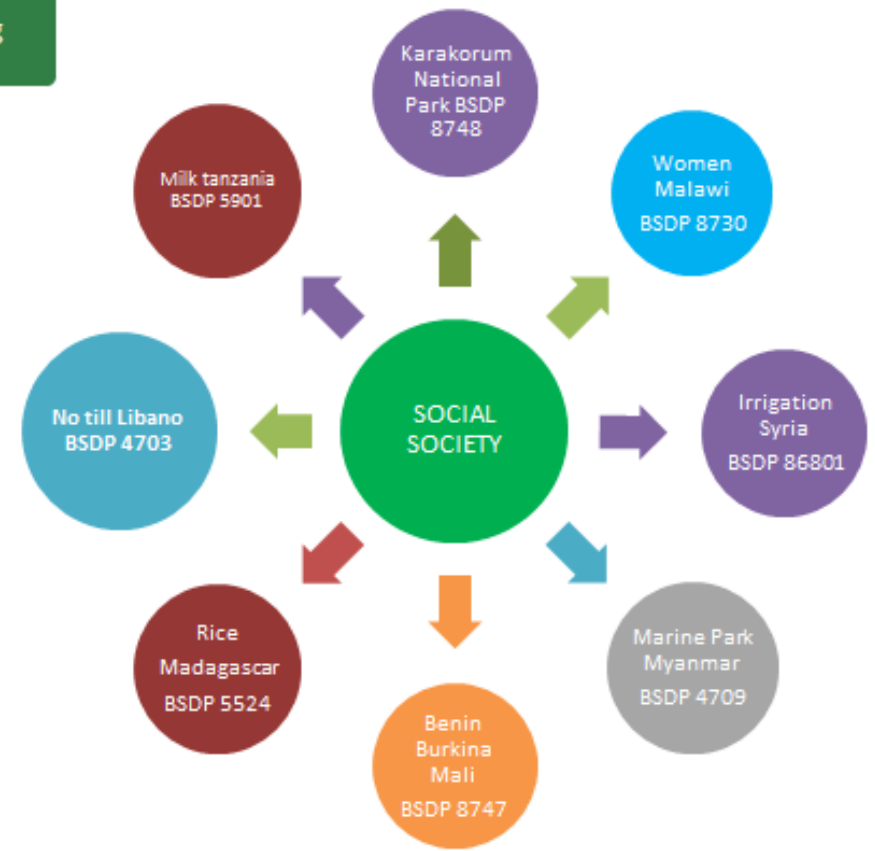 g
Karakorum
National
Park BSDP
8748
Women
Malawi
BSDP 8730
Irrigation
Syria
BSDP 86801
Marine Park
Myanmar
BSDP 4709
Benin
Burkina
Mali
BSDP 8747
Rice
Madagascar
BSDP 5524
No till Libano
BSDP 4703
Milk tanzania
BSDP 5901
SOCIAL
SOCIETY